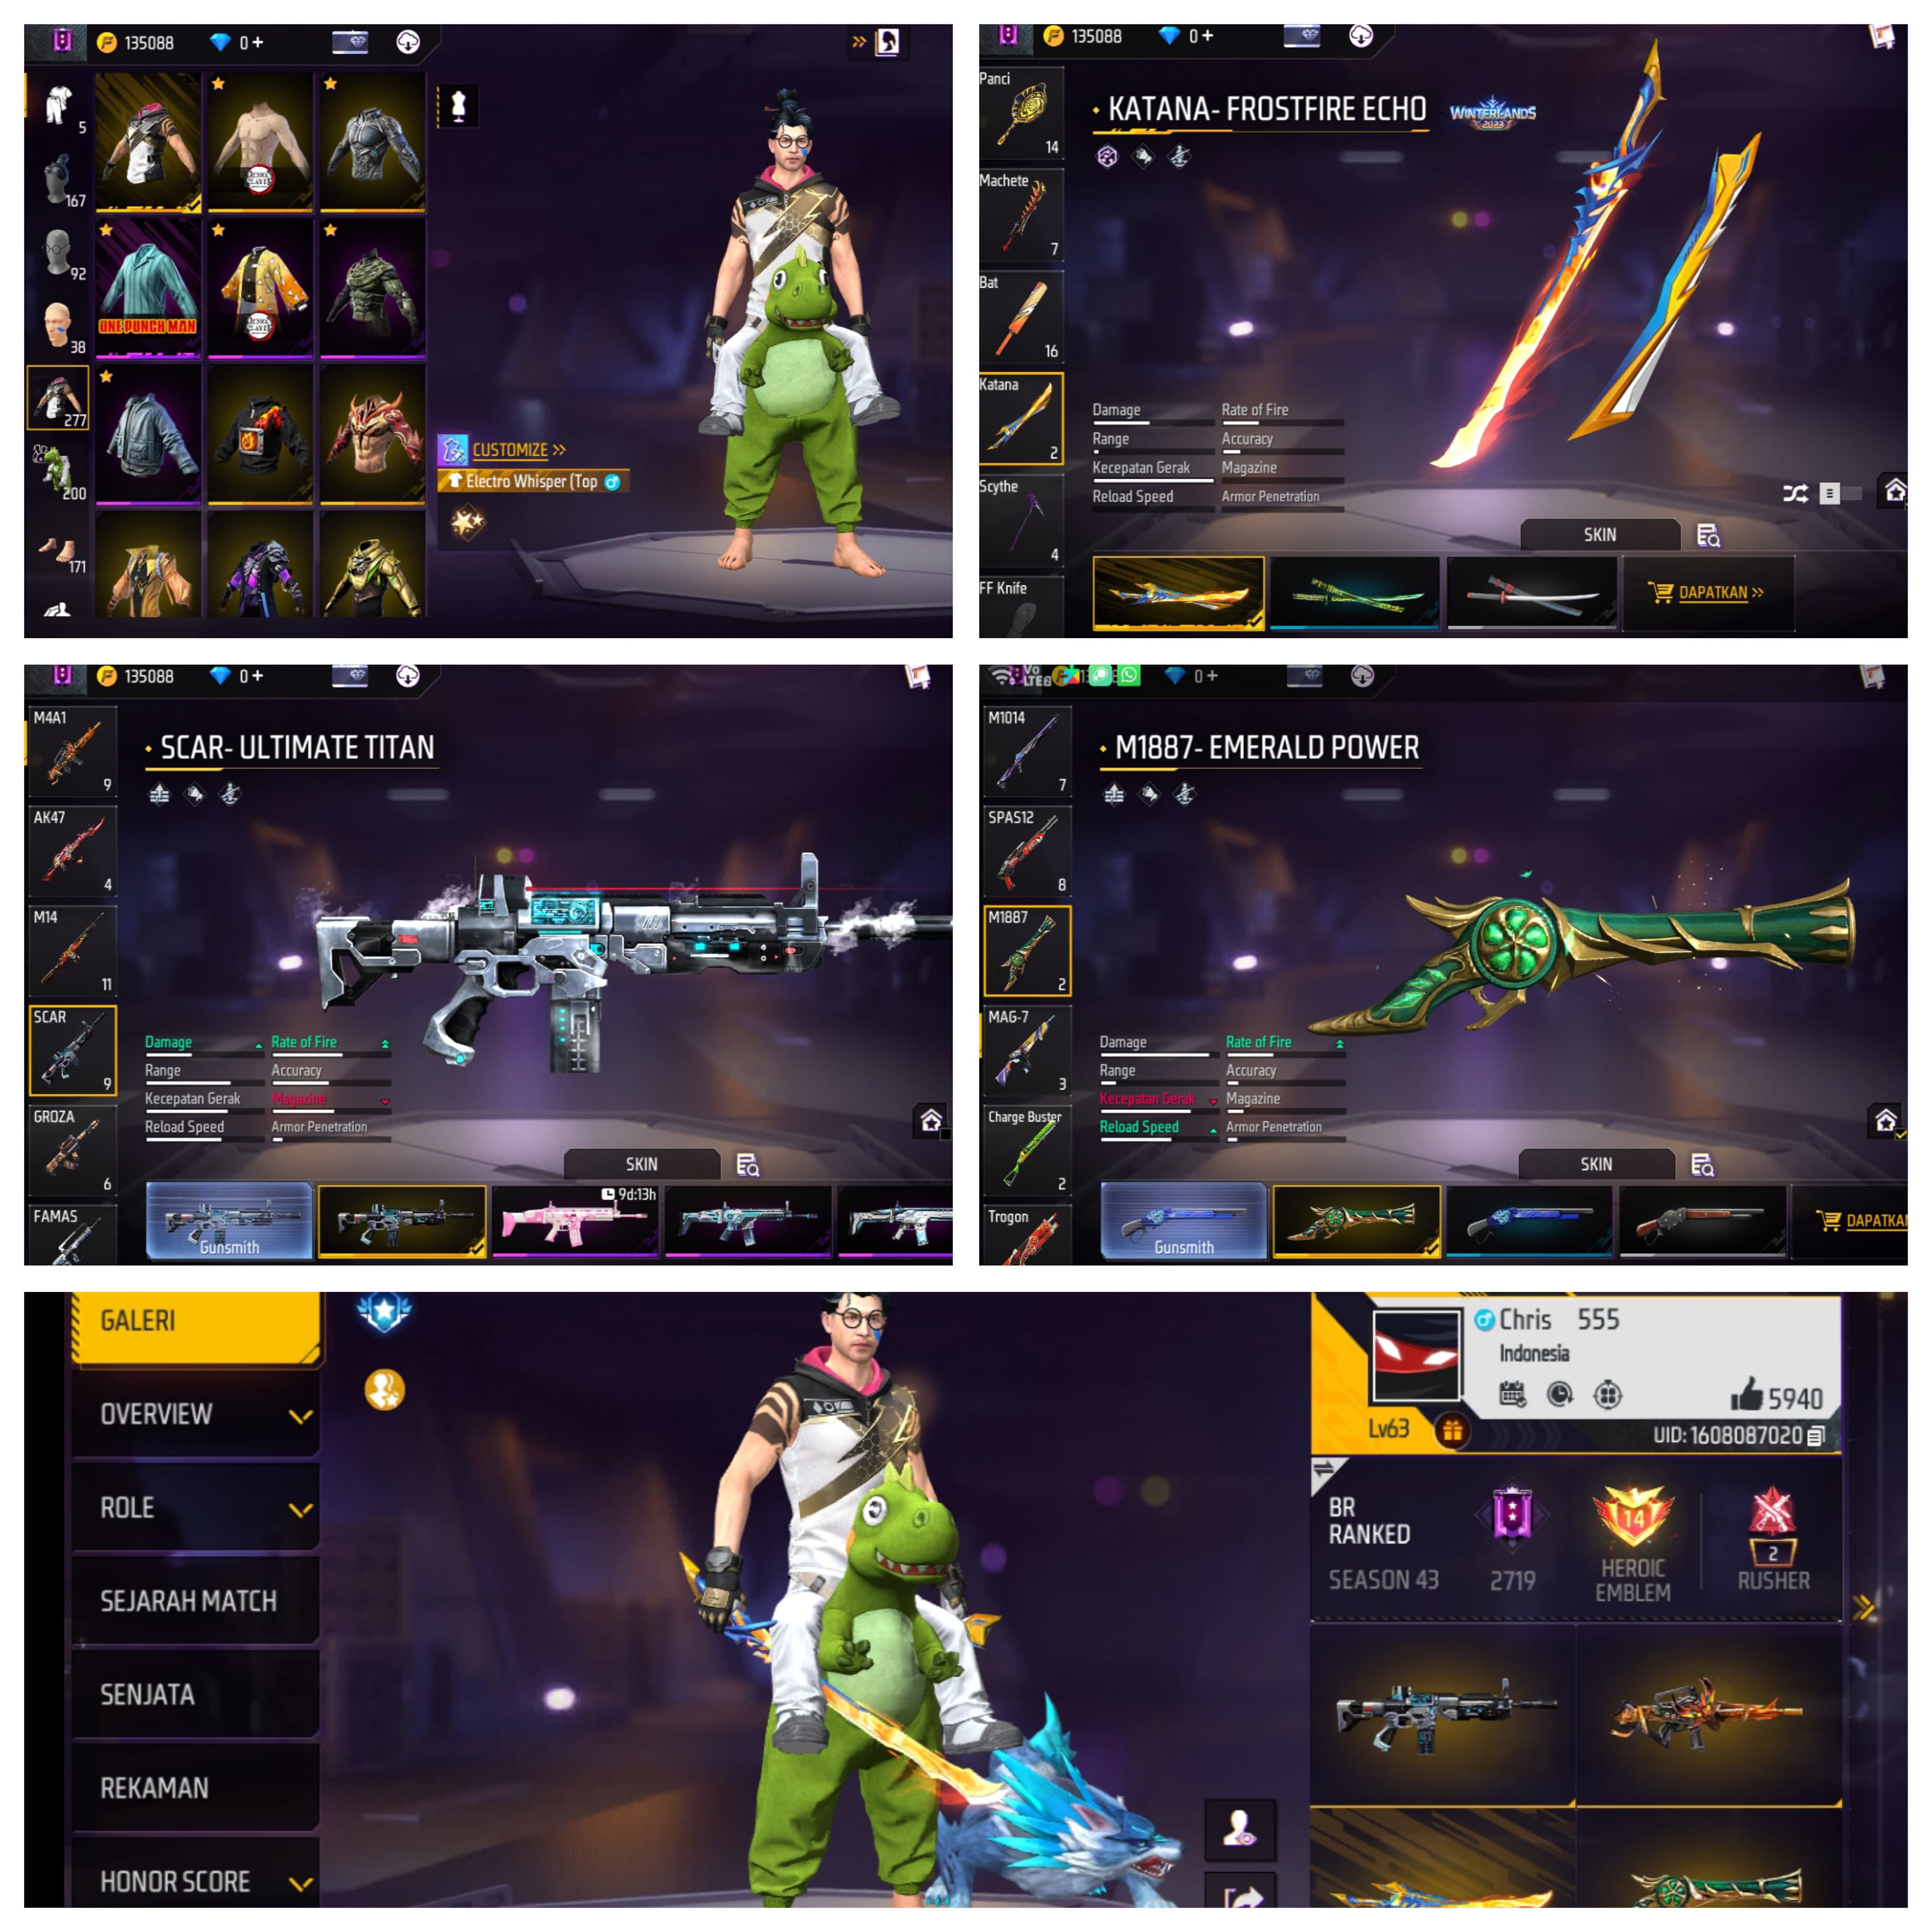 135088
0 +
5
167
92
38
277
200
171
DEMON SLAYER
ONE PUNCH MAN
DEMON SLAYER
CUSTOMIZE >>
Electro Whisper (Top
135088
0 +
Panci
14
Machete
7
Bat
16
Katana
2
Scythe
4
FF Knife
KATANA- FROSTFIRE ECHO
WINTERLANDS
2023
Damage
Rate of Fire
Range
Accuracy
Kecepatan Gerak
Magazine
Reload Speed
Armor Penetration
SKIN
DAPATKAN >>
135088
0 +
M4A1
9
AK47
4
M14
11
SCAR
9
GROZA
6
FAMAS
SCAR- ULTIMATE TITAN
Damage
Rate of Fire
Range
Accuracy
Kecepatan Gerak
Magazine
Reload Speed
Armor Penetration
SKIN
Gunsmith
9d:13h
Vo
LTE2
0 +
M1014
7
SPAS12
8
M1887
2
MAG-7
3
Charge Buster
2
Trogon
M1887- EMERALD POWER
Damage
Rate of Fire
Range
Accuracy
Kecepatan Gerak
Magazine
Reload Speed
Armor Penetration
SKIN
Gunsmith
GALERI
OVERVIEW
ROLE
SEJARAH MATCH
SENJATA
REKAMAN
HONOR SCORE
Chris 555
Indonesia
5940
Lv63
UID: 1608087020
BR
RANKED
SEASON 43
2719
14
HEROIC
EMBLEM
2
RUSHER